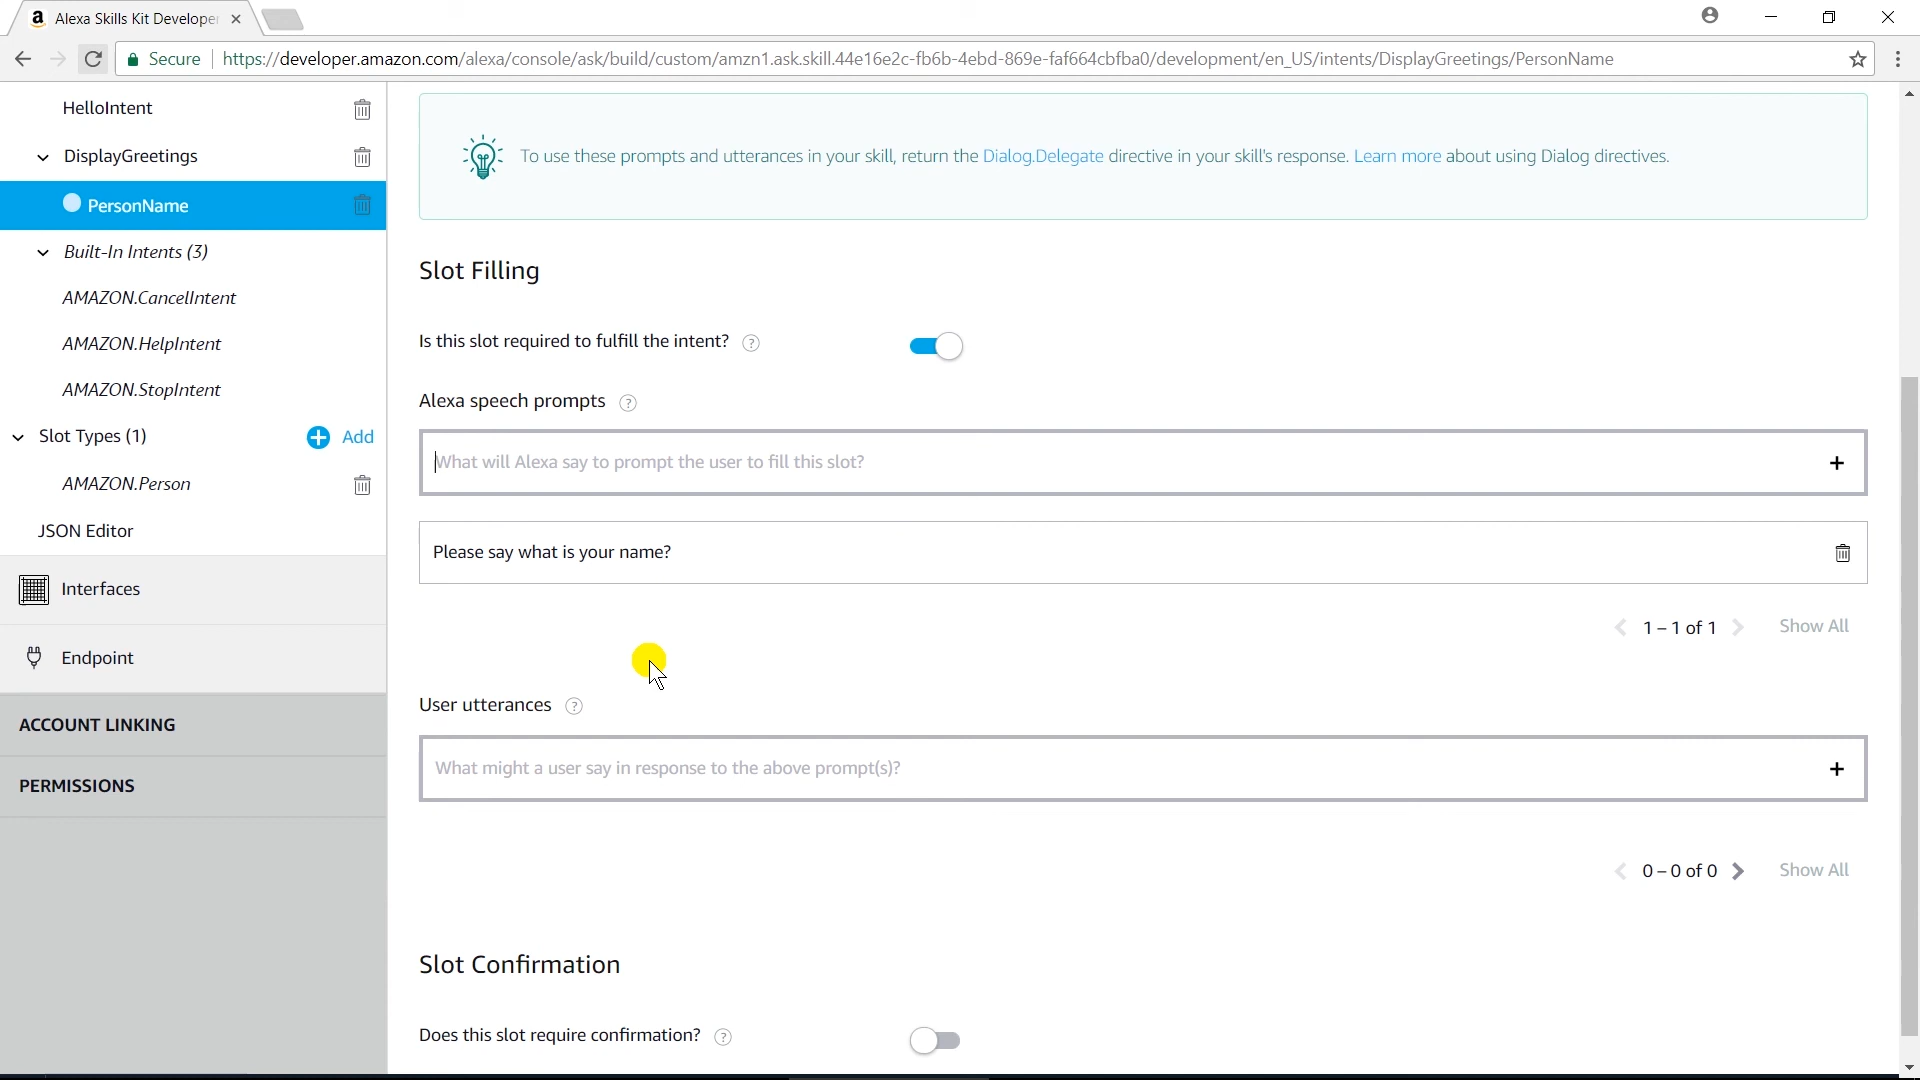 Alexa Skills Kit Developer
Secure
https://developer.amazon.com/alexa/console/ask/build/custom/amzn1.ask.skill.44e16e2c-fb6b-4ebd-869e-faf664cbfba0/development/en_US/intents/DisplayGreetings/PersonName
HelloIntent
DisplayGreetings
PersonName
Built-In Intents (3)
AMAZON.CancelIntent
AMAZON.HelpIntent
AMAZON.StopIntent
Slot Types (1)
Add
AMAZON.Person
JSON Editor
Interfaces
Endpoint
ACCOUNT LINKING
PERMISSIONS
To use these prompts and utterances in your skill, return the Dialog.Delegate directive in your skill's response. Learn more about using Dialog directives.
Slot Filling
Is this slot required to fulfill the intent? ?
Alexa speech prompts ?
What will Alexa say to prompt the user to fill this slot?
+
Please say what is your name?
< 1 – 1 of 1 > Show All
User utterances ?
What might a user say in response to the above prompt(s)?
+
< 0 – 0 of 0 > Show All
Slot Confirmation
Does this slot require confirmation? ?